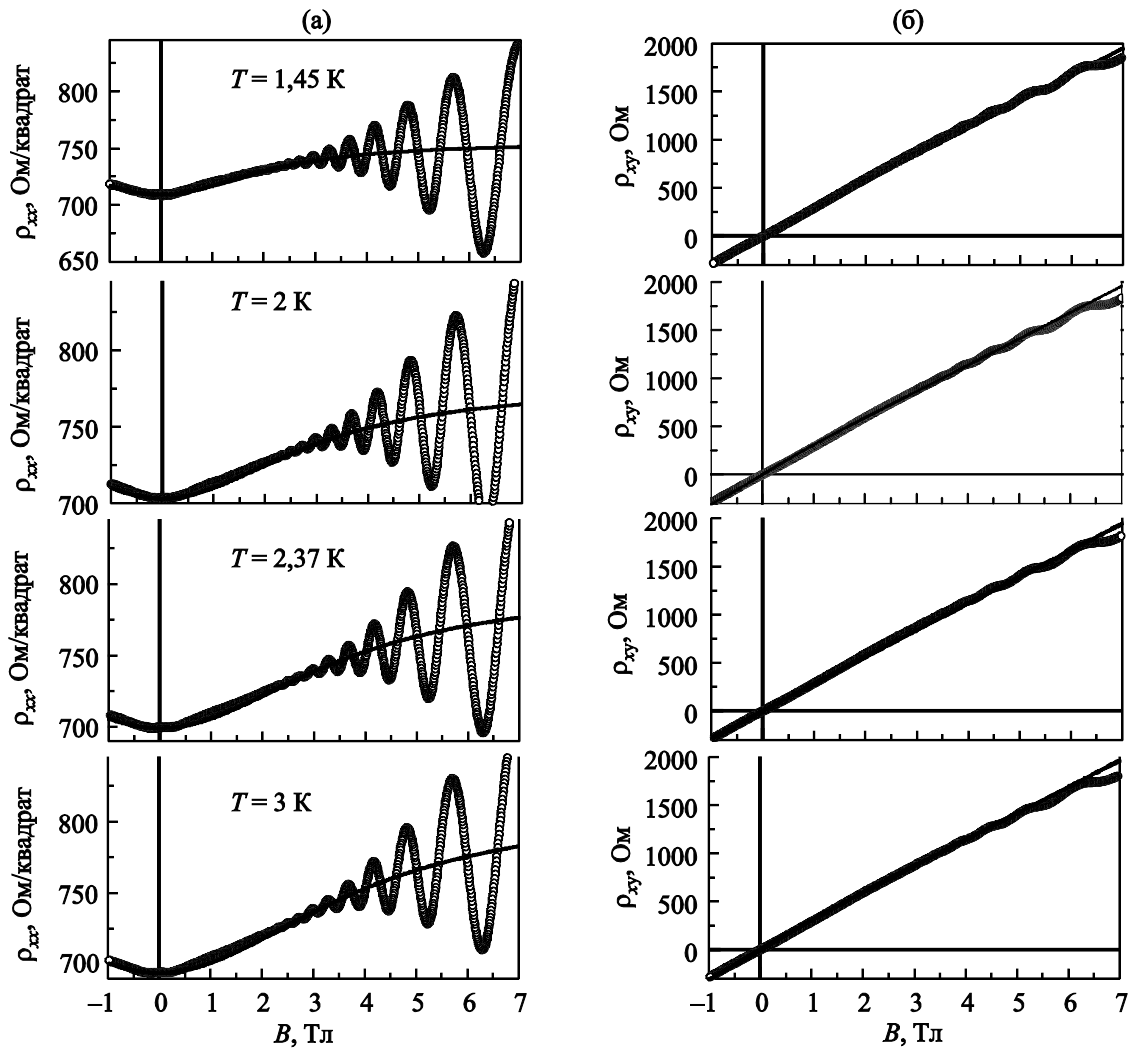 (а)
T = 1,45 К
ρxx, Ом/квадрат
800
750
700
650
T = 2 К
ρxx, Ом/квадрат
800
750
700
T = 2,37 К
ρxx, Ом/квадрат
800
750
700
T = 3 К
ρxx, Ом/квадрат
800
750
700
–1 0 1 2 3 4 5 6 7
B, Тл
(б)
ρxy, Ом
2000
1500
1000
500
0
ρxy, Ом
2000
1500
1000
500
0
ρxy, Ом
2000
1500
1000
500
0
ρxy, Ом
2000
1500
1000
500
0
–1 0 1 2 3 4 5 6 7
B, Тл